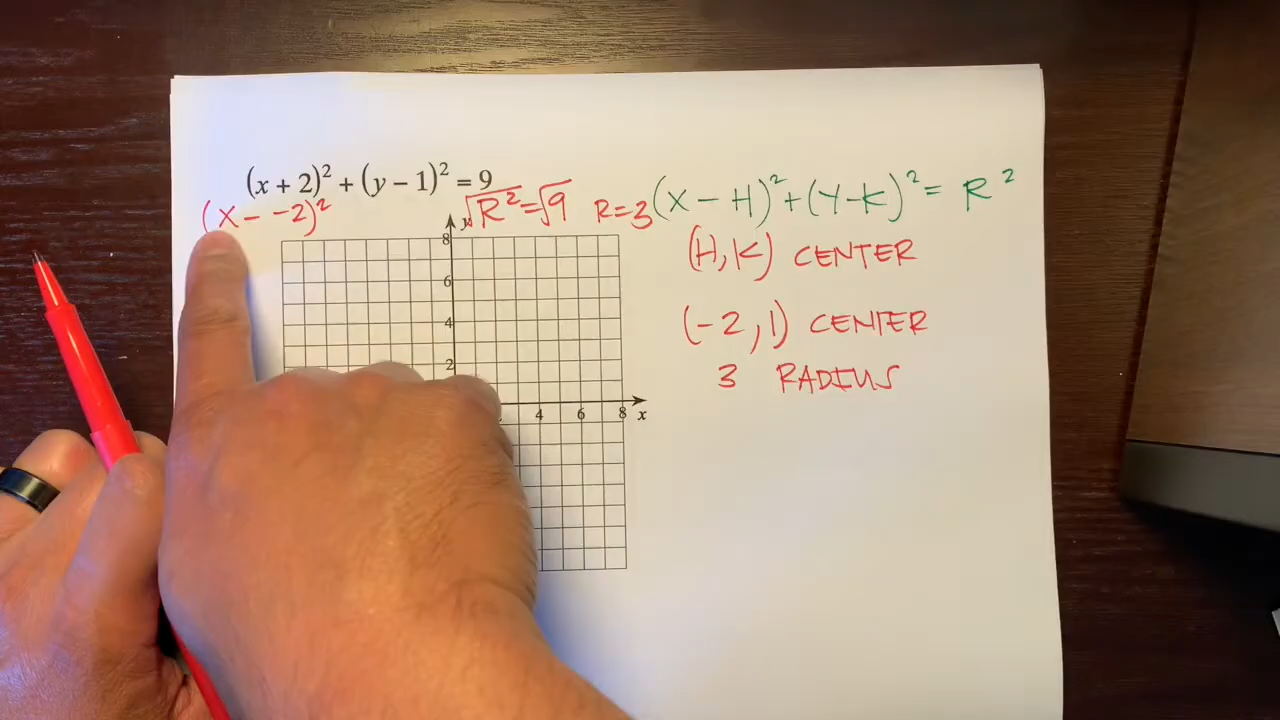 (x + 2)² + (y − 1)² = 9
(X − −2)² √R² = √9 R = 3 (X − H)² + (Y − K)² = R²
(H, K) CENTER
(−2, 1) CENTER
3 RADIUS
y
8
6
4
2
4 6 8 x